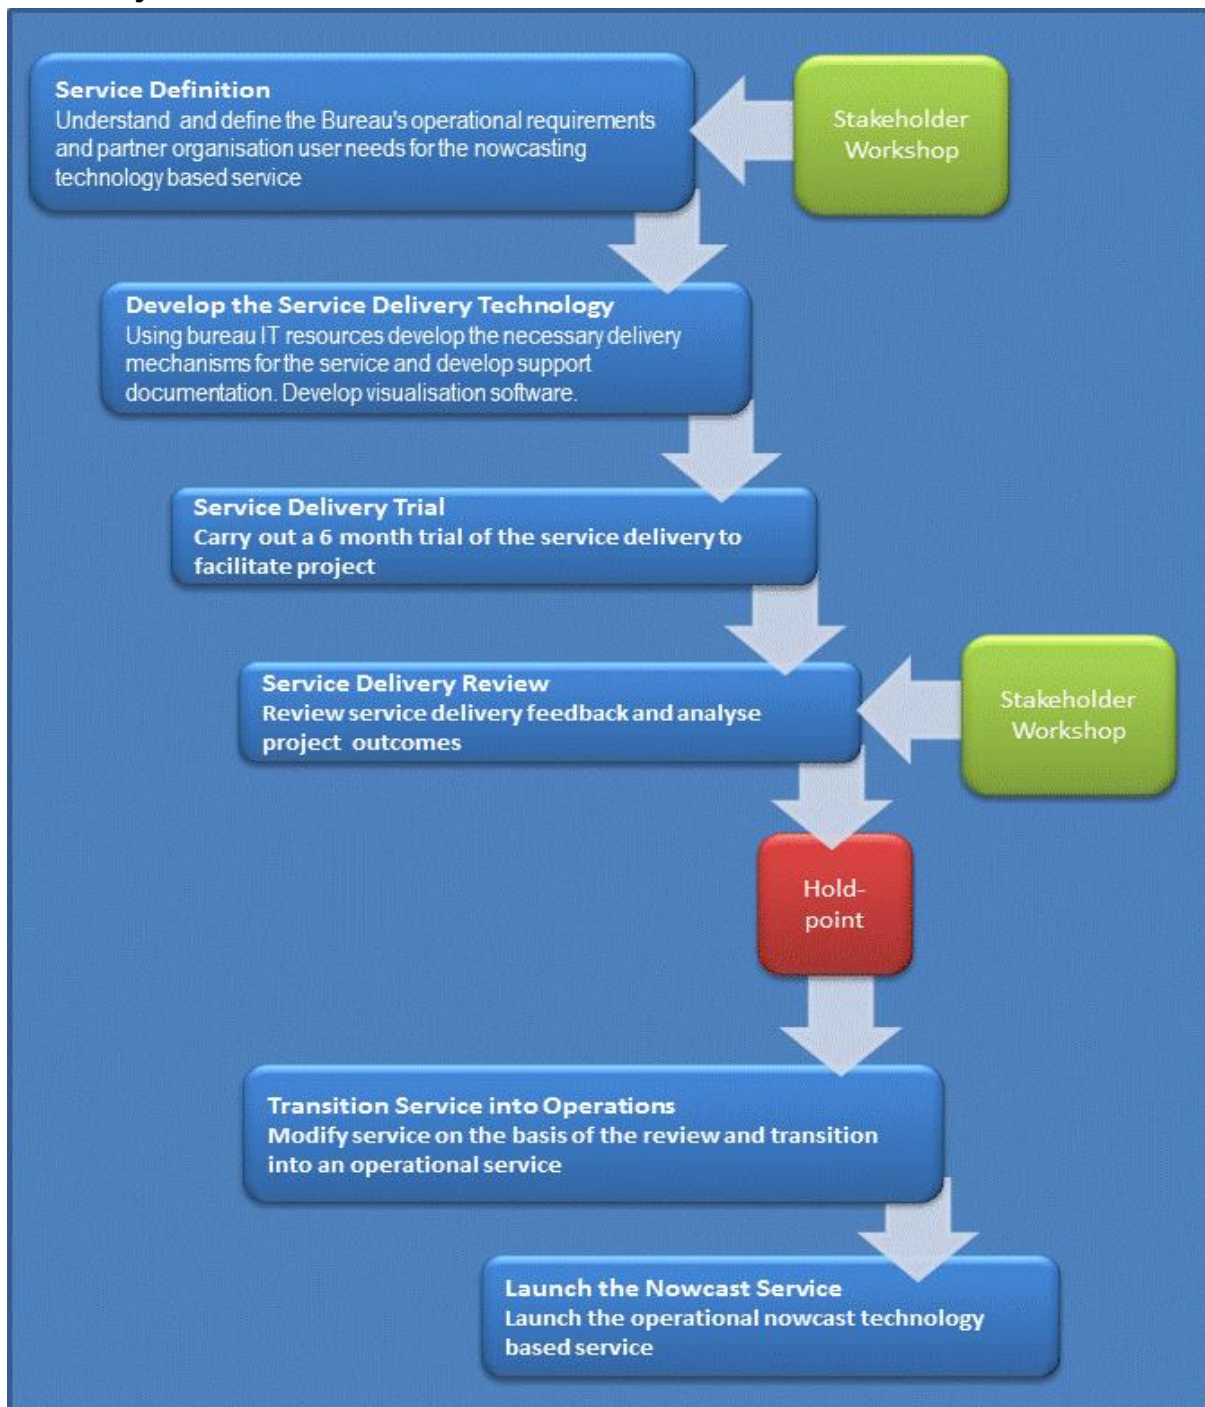 Service Definition
Understand and define the Bureau's operational requirements
and partner organisation user needs for the nowcasting
technology based service
Stakeholder
Workshop
Develop the Service Delivery Technology
Using bureau IT resources develop the necessary delivery
mechanisms for the service and develop support
documentation. Develop visualisation software.
Service Delivery Trial
Carry out a 6 month trial of the service delivery to
facilitate project
Service Delivery Review
Review service delivery feedback and analyse
project outcomes
Stakeholder
Workshop
Hold-
point
Transition Service into Operations
Modify service on the basis of the review and transition
into an operational service
Launch the Nowcast Service
Launch the operational nowcast technology
based service